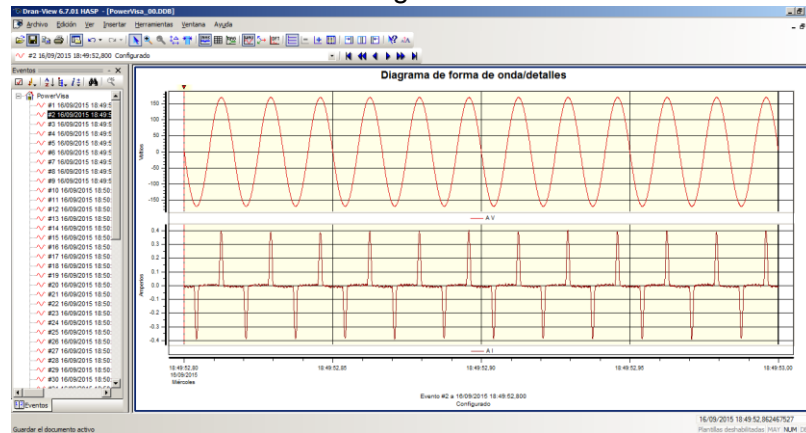 Dran-View 6.7.01 HASP - [PowerVisa_00.DDB]
Archivo Edición Ver Insertar Herramientas Ventana Ayuda
#2 16/09/2015 18:49:52,800 Configurado
Eventos
PowerVisa
#1 16/09/2015 18:49:5
#2 16/09/2015 18:49:5
#3 16/09/2015 18:49:5
#4 16/09/2015 18:49:5
#5 16/09/2015 18:49:5
#6 16/09/2015 18:49:5
#7 16/09/2015 18:49:5
#8 16/09/2015 18:49:5
#9 16/09/2015 18:49:5
#10 16/09/2015 18:50:
#11 16/09/2015 18:50:
#12 16/09/2015 18:50:
#13 16/09/2015 18:50:
#14 16/09/2015 18:50:
#15 16/09/2015 18:50:
#16 16/09/2015 18:50:
#17 16/09/2015 18:50:
#18 16/09/2015 18:50:
#19 16/09/2015 18:50:
#20 16/09/2015 18:50:
#21 16/09/2015 18:50:
#22 16/09/2015 18:50:
#23 16/09/2015 18:50:
#24 16/09/2015 18:50:
#25 16/09/2015 18:50:
#26 16/09/2015 18:50:
#27 16/09/2015 18:50:
#28 16/09/2015 18:50:
#29 16/09/2015 18:50:
#30 16/09/2015 18:50:
Eventos
Diagrama de forma de onda/detalles
Voltios
150
100
50
0
-50
-100
-150
A V
Amperios
0.4
0.3
0.2
0.1
0.0
-0.1
-0.2
-0.3
-0.4
A I
18:49:52,80
16/09/2015
Miércoles
18:49:52,85
18:49:52,90
18:49:52,95
18:49:53,00
Evento #2 a 16/09/2015 18:49:52,800
Configurado
16/09/2015 18:49:52,862467527
Guardar el documento activo
Plantillas deshabilitadas MAY NUM